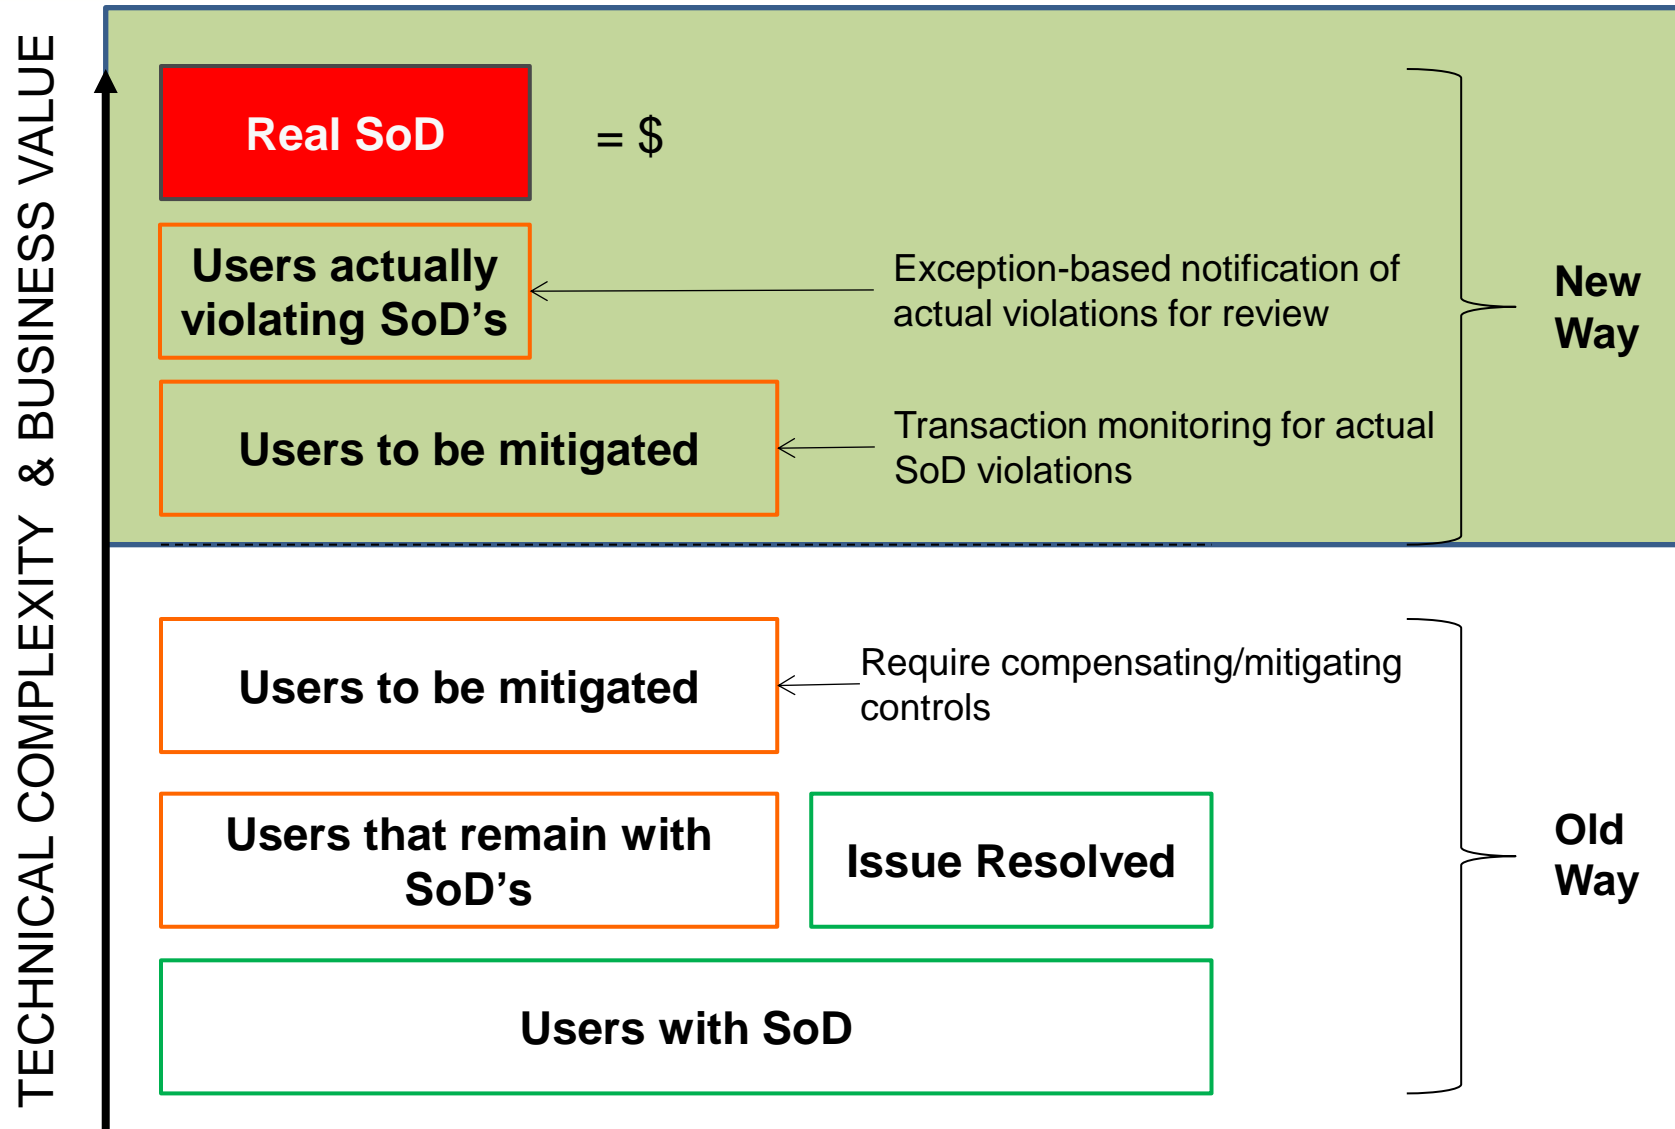 TECHNICAL COMPLEXITY & BUSINESS VALUE
Real SoD
= $
Users actually
violating SoD’s
Exception-based notification of
actual violations for review
New
Way
Users to be mitigated
Transaction monitoring for actual
SoD violations
Users to be mitigated
Require compensating/mitigating
controls
Users that remain with
SoD’s
Issue Resolved
Old
Way
Users with SoD